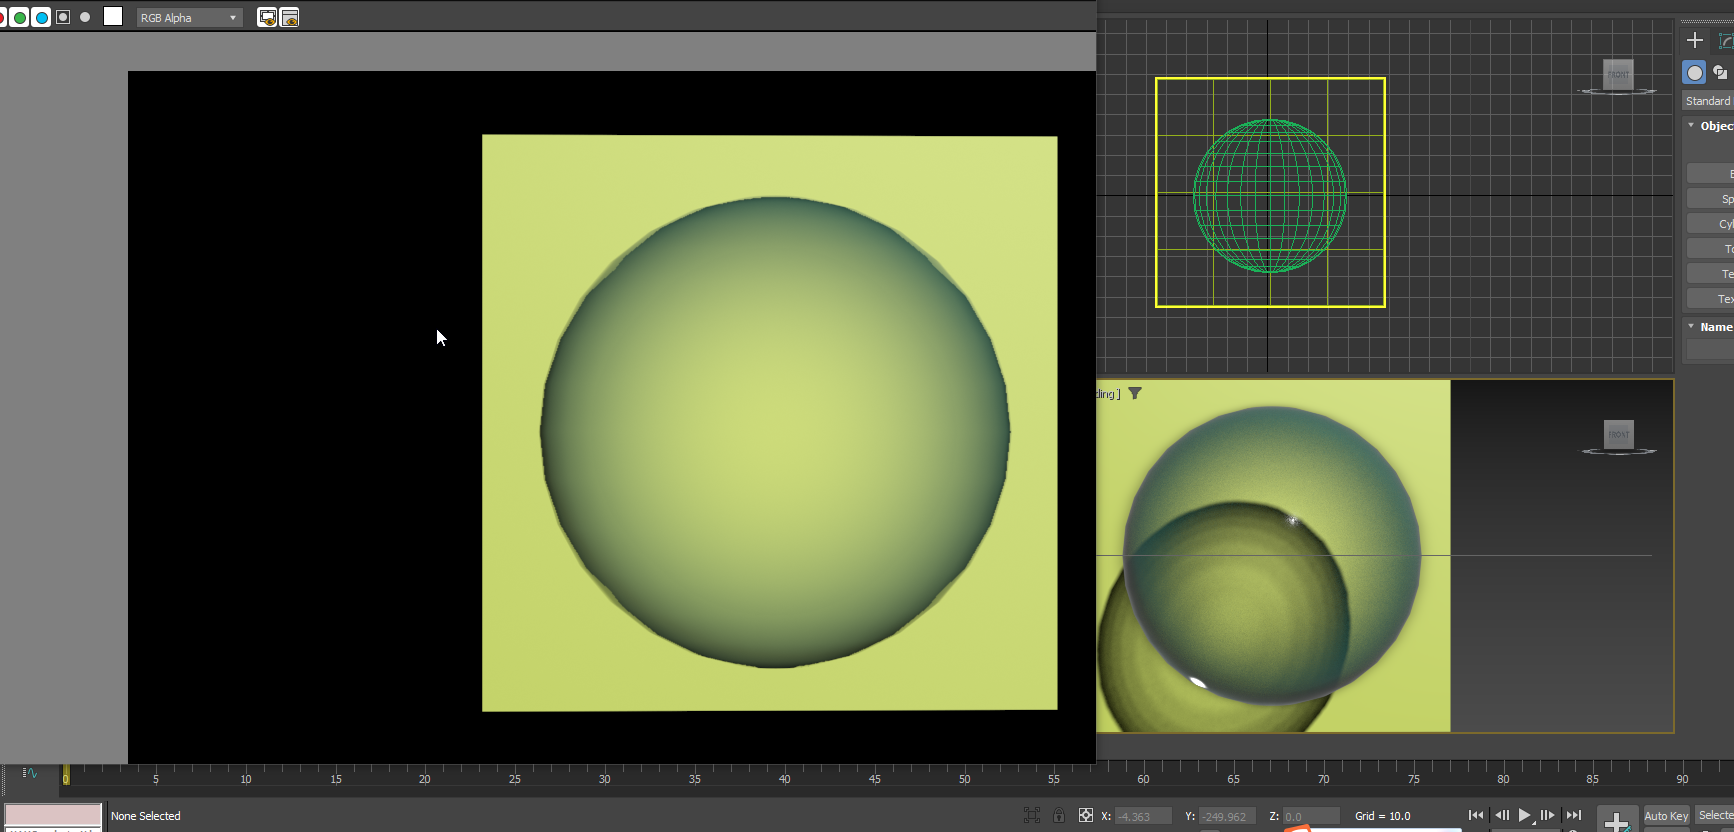 RGB Alpha
FRONT
Standard
Objec
Sp
Cyl
To
Te
Tex
Name
ding ]
FRONT
0 5 10 15 20 25 30 35 40 45 50 55 60 65 70 75 80 85 90
None Selected
X: -4.363 Y: -249.962 Z: 0.0 Grid = 10.0
Auto Key Selecte